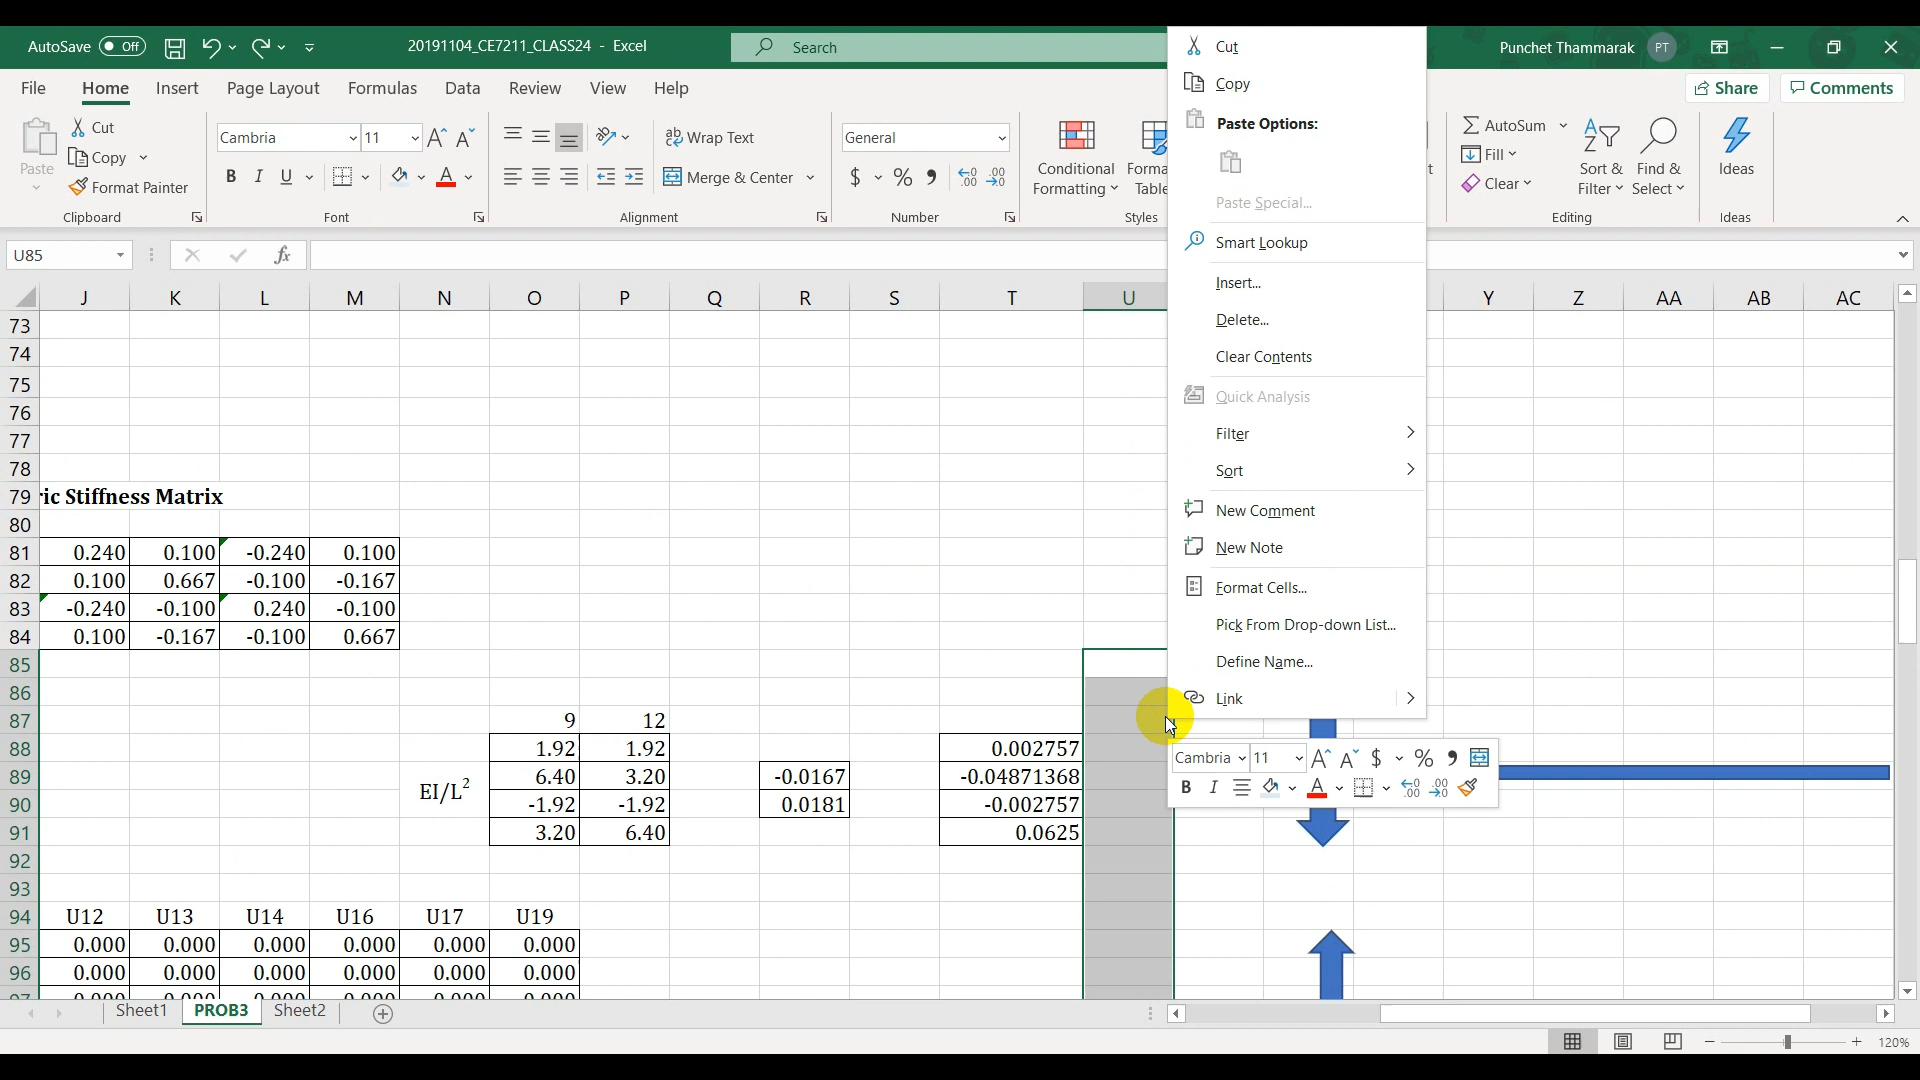 AutoSave Off 20191104_CE7211_CLASS24 - Excel Search Punchet Thammarak PT
File Home Insert Page Layout Formulas Data Review View Help Share Comments
Paste Cut Copy Format Painter
Clipboard
Cambria 11
B I U
Font
Wrap Text
Merge & Center
Alignment
General
$ % ,
Number
Conditional Formatting
Styles
AutoSum
Fill
Clear
Sort & Filter
Find & Select
Editing
Ideas
Ideas
U85 fx
J K L M N O P Q R S T U Y Z AA AB AC
73
74
75
76
77
78
79 ric Stiffness Matrix
80
81 0.240 0.100 -0.240 0.100
82 0.100 0.667 -0.100 -0.167
83 -0.240 -0.100 0.240 -0.100
84 0.100 -0.167 -0.100 0.667
85
86
87 9 12
88 1.92 1.92 0.002757
89 6.40 3.20 -0.0167 -0.04871368
EI/L²
90 -1.92 -1.92 0.0181 -0.002757
91 3.20 6.40 0.0625
92
93
94 U12 U13 U14 U16 U17 U19
95 0.000 0.000 0.000 0.000 0.000 0.000
96 0.000 0.000 0.000 0.000 0.000 0.000
Cut
Copy
Paste Options:
Paste Special...
Smart Lookup
Insert...
Delete...
Clear Contents
Quick Analysis
Filter
Sort
New Comment
New Note
Format Cells...
Pick From Drop-down List...
Define Name...
Link
Cambria 11 A A $ % ,
B I A
Sheet1 PROB3 Sheet2
120%